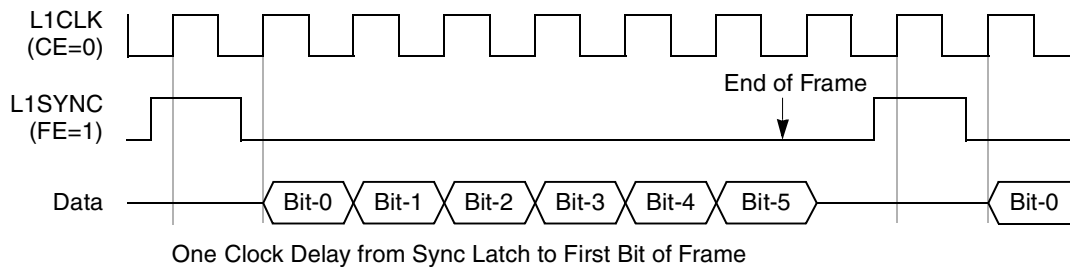 L1CLK
(CE=0)
End of Frame
L1SYNC
(FE=1)
Data Bit-0 Bit-1 Bit-2 Bit-3 Bit-4 Bit-5 Bit-0
One Clock Delay from Sync Latch to First Bit of Frame